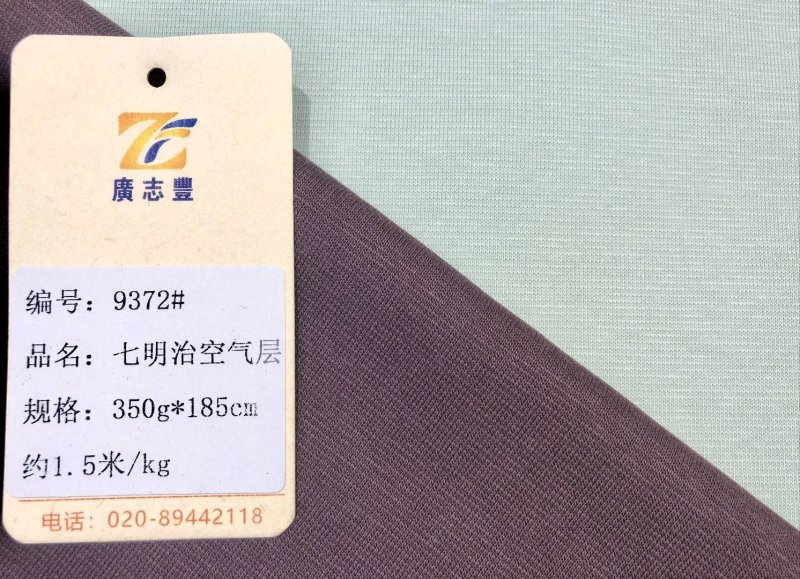 廣志豐
编号：9372#
品名：七明治空气层
规格：350g*185cm
约1.5米/kg
电话：020-89442118